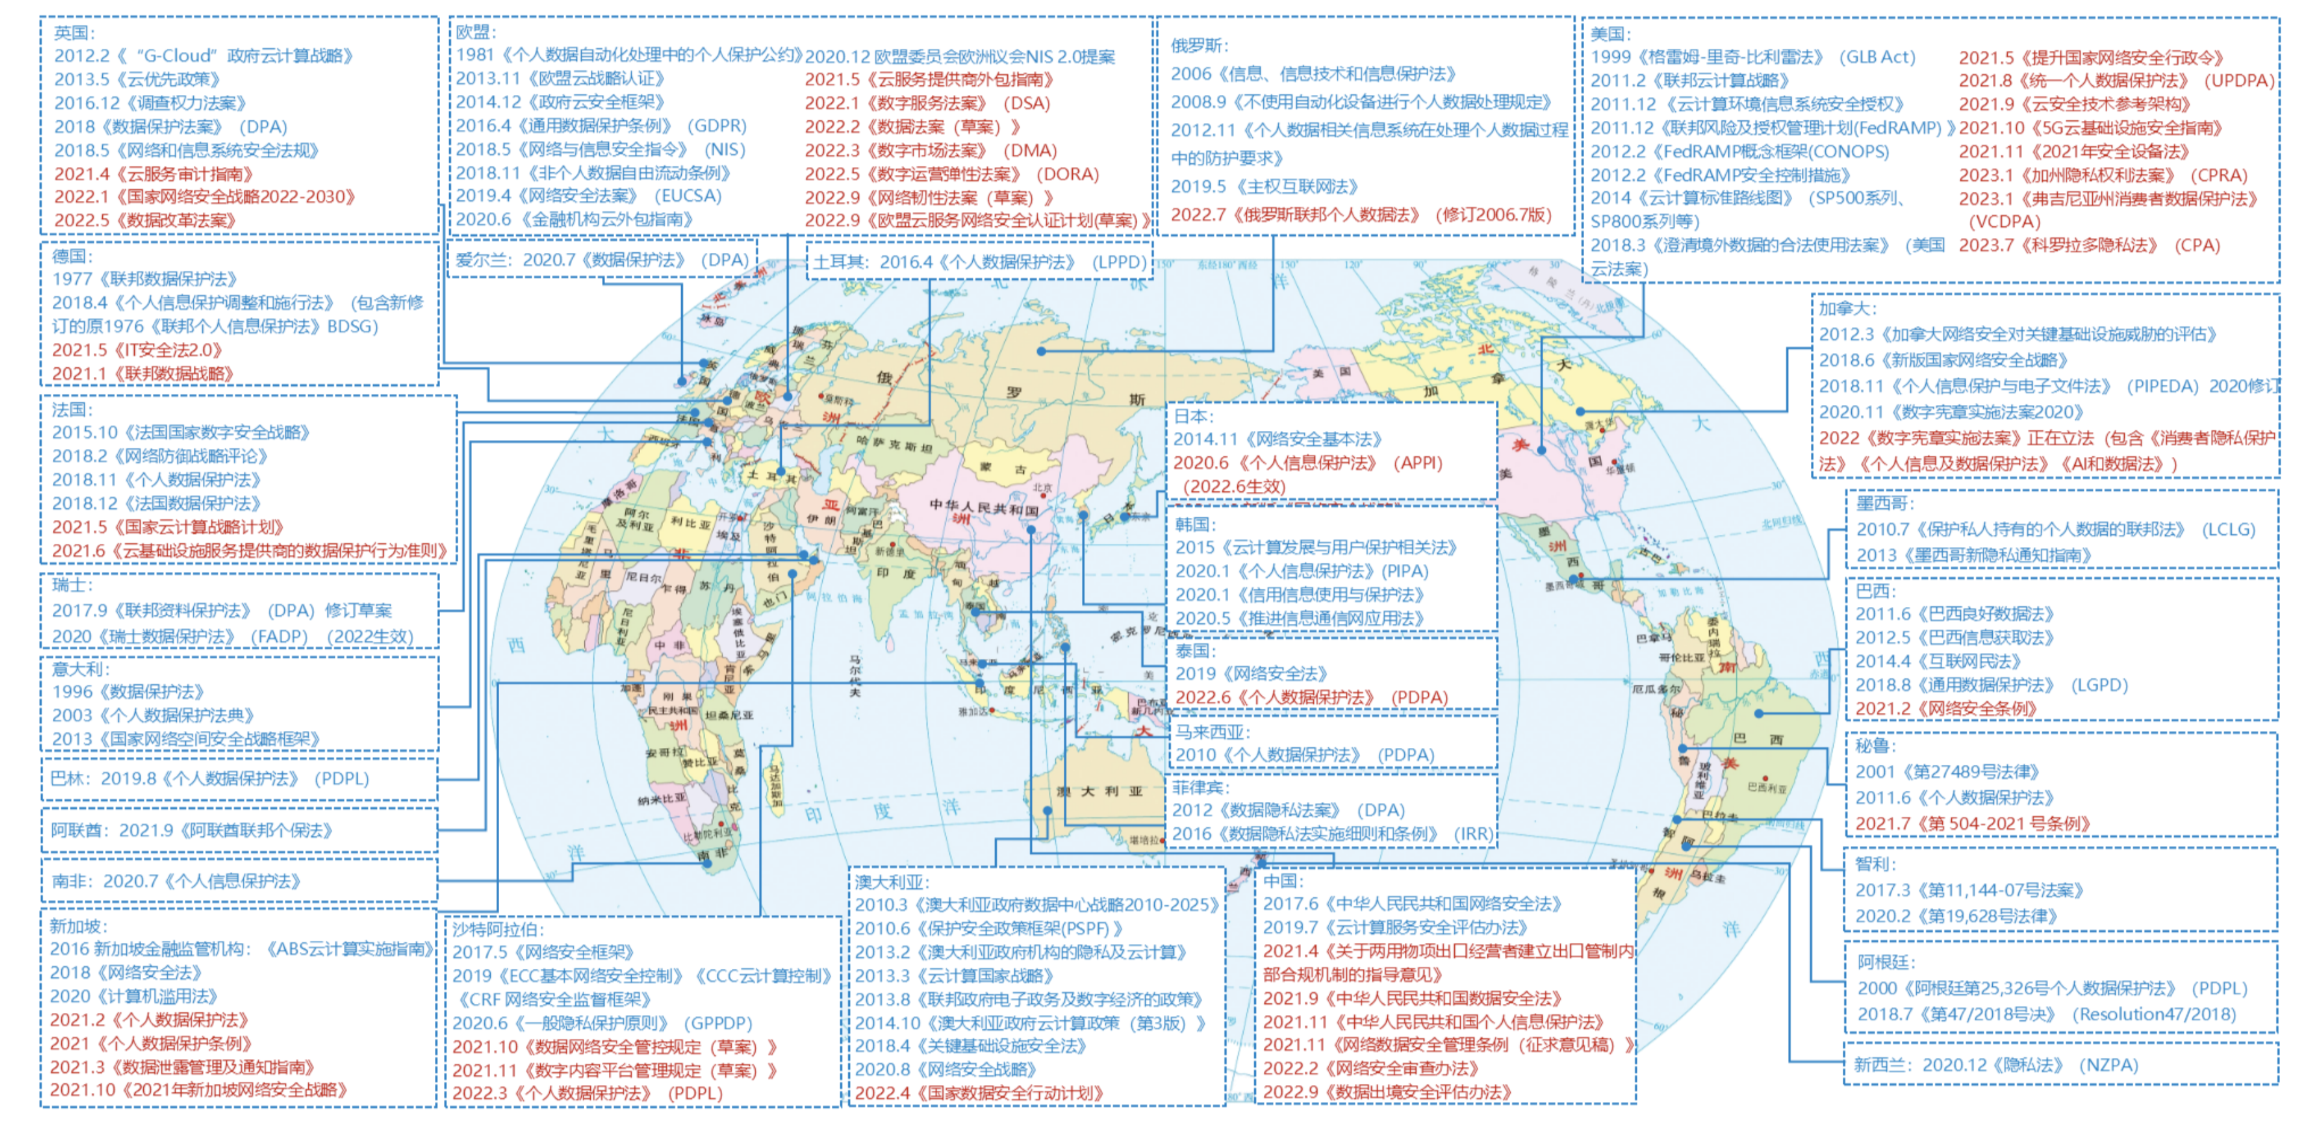 英国：
2012.2《 “G-Cloud”政府云计算战略》
2013.5《云优先政策》
2016.12《调查权力法案》
2018《数据保护法案》（DPA）
2018.5《网络和信息系统安全法规》
2021.4《云服务审计指南》
2022.1《国家网络安全战略2022-2030》
2022.5《数据改革法案》
欧盟：
1981《个人数据自动化处理中的个人保护公约》
2013.11《欧盟云战略认证》
2014.12《政府云安全框架》
2016.4《通用数据保护条例》（GDPR）
2018.5《网络与信息安全指令》（NIS）
2018.11《非个人数据自由流动条例》
2019.4《网络安全法案》（EUCSA）
2020.6《金融机构云外包指南》
2020.12 欧盟委员会欧洲议会NIS 2.0提案
2021.5《云服务提供商外包指南》
2022.1《数字服务法案》（DSA）
2022.2《数据法案（草案）》
2022.3《数字市场法案》（DMA）
2022.5《数字运营弹性法案》（DORA）
2022.9《网络韧性法案（草案）》
2022.9《欧盟云服务网络安全认证计划(草案）》
俄罗斯：
2006《信息、信息技术和信息保护法》
2008.9《不使用自动化设备进行个人数据处理规定》
2012.11《个人数据相关信息系统在处理个人数据过程
中的防护要求》
2019.5《主权互联网法》
2022.7《俄罗斯联邦个人数据法》（修订2006.7版）
美国：
1999《格雷姆-里奇-比利雷法》（GLB Act）
2011.2《联邦云计算战略》
2011.12 《云计算环境信息系统安全授权》
2011.12《联邦风险及授权管理计划(FedRAMP) 》
2012.2《FedRAMP概念框架(CONOPS)
2012.2《FedRAMP安全控制措施》
2014《云计算标准路线图》（SP500系列、
SP800系列等）
2018.3《澄清境外数据的合法使用法案》（美国
云法案）
2021.5《提升国家网络安全行政令》
2021.8《统一个人数据保护法》（UPDPA）
2021.9《云安全技术参考架构》
2021.10《5G云基础设施安全指南》
2021.11《2021年安全设备法》
2023.1《加州隐私权利法案》（CPRA）
2023.1《弗吉尼亚州消费者数据保护法》
（VCDPA）
2023.7《科罗拉多隐私法》（CPA）
德国：
1977《联邦数据保护法》
2018.4《个人信息保护调整和施行法》（包含新修
订的原1976《联邦个人信息保护法》BDSG）
2021.5《IT安全法2.0》
2021.1《联邦数据战略》
爱尔兰：2020.7《数据保护法》（DPA）
土耳其：2016.4《个人数据保护法》（LPPD）
加拿大：
2012.3《加拿大网络安全对关键基础设施威胁的评估》
2018.6《新版国家网络安全战略》
2018.11《个人信息保护与电子文件法》（PIPEDA）2020修订
2020.11《数字宪章实施法案2020》
2022《数字宪章实施法案》正在立法（包含《消费者隐私保护
法》《个人信息及数据保护法》《AI和数据法》）
法国：
2015.10《法国国家数字安全战略》
2018.2《网络防御战略评论》
2018.11《个人数据保护法》
2018.12《法国数据保护法》
2021.5《国家云计算战略计划》
2021.6《云基础设施服务提供商的数据保护行为准则》
日本：
2014.11《网络安全基本法》
2020.6 《个人信息保护法》（APPI）
（2022.6生效）
墨西哥：
2010.7《保护私人持有的个人数据的联邦法》（LCLG）
2013《墨西哥新隐私通知指南》
韩国：
2015《云计算发展与用户保护相关法》
2020.1《个人信息保护法》(PIPA)
2020.1《信用信息使用与保护法》
2020.5《推进信息通信网应用法》
瑞士：
2017.9《联邦资料保护法》（DPA）修订草案
2020《瑞士数据保护法》（FADP）（2022生效）
巴西：
2011.6《巴西良好数据法》
2012.5《巴西信息获取法》
2014.4《互联网民法》
2018.8《通用数据保护法》（LGPD）
2021.2《网络安全条例》
泰国：
2019《网络安全法》
2022.6《个人数据保护法》（PDPA）
意大利：
1996《数据保护法》
2003《个人数据保护法典》
2013《国家网络空间安全战略框架》
马来西亚：
2010《个人数据保护法》（PDPA）
秘鲁：
2001《第27489号法律》
2011.6《个人数据保护法》
2021.7《第 504-2021 号条例》
巴林：2019.8《个人数据保护法》（PDPL）
菲律宾：
2012《数据隐私法案》（DPA）
2016《数据隐私法实施细则和条例》（IRR）
阿联酋：2021.9《阿联酋联邦个保法》
智利：
2017.3《第11,144-07号法案》
2020.2《第19,628号法律》
南非：2020.7《个人信息保护法》
新加坡：
2016 新加坡金融监管机构：《ABS云计算实施指南》
2018《网络安全法》
2020《计算机滥用法》
2021.2《个人数据保护法》
2021《个人数据保护条例》
2021.3《数据泄露管理及通知指南》
2021.10《2021年新加坡网络安全战略》
沙特阿拉伯：
2017.5《网络安全框架》
2019《ECC基本网络安全控制》《CCC云计算控制》
《CRF 网络安全监督框架》
2020.6《一般隐私保护原则》（GPPDP）
2021.10《数据网络安全管控规定（草案）》
2021.11《数字内容平台管理规定（草案）》
2022.3《个人数据保护法》（PDPL）
澳大利亚：
2010.3《澳大利亚政府数据中心战略2010-2025》
2010.6《保护安全政策框架(PSPF) 》
2013.2《澳大利亚政府机构的隐私及云计算》
2013.3《云计算国家战略》
2013.8《联邦政府电子政务及数字经济的政策》
2014.10《澳大利亚政府云计算政策（第3版）》
2018.4《关键基础设施安全法》
2020.8《网络安全战略》
2022.4《国家数据安全行动计划》
中国：
2017.6《中华人民民共和国网络安全法》
2019.7《云计算服务安全评估办法》
2021.4《关于两用物项出口经营者建立出口管制内
部合规机制的指导意见》
2021.9《中华人民民共和国数据安全法》
2021.11《中华人民民共和国个人信息保护法》
2021.11《网络数据安全管理条例（征求意见稿）》
2022.2《网络安全审查办法》
2022.9《数据出境安全评估办法》
阿根廷：
2000《阿根廷第25,326号个人数据保护法》（PDPL）
2018.7《第47/2018号决》（Resolution47/2018）
新西兰：2020.12《隐私法》（NZPA）
俄
罗
斯
哈萨克斯坦
蒙古
中华人民共和国
北京
土耳其
伊朗
印度
新德里
阿尔及利亚
利比亚
埃及
苏丹
尼日尔
乍得
中非
刚果
民主共和国
坦桑尼亚
安哥拉
赞比亚
纳米比亚
南非
马尔代夫
澳大利亚
堪培拉
印度洋
加拿大
美国
墨西哥
古巴
巴拿马
委内瑞拉
哥伦比亚
厄瓜多尔
秘鲁
巴西
巴西利亚
玻利维亚
巴拉圭
乌拉圭
大西洋